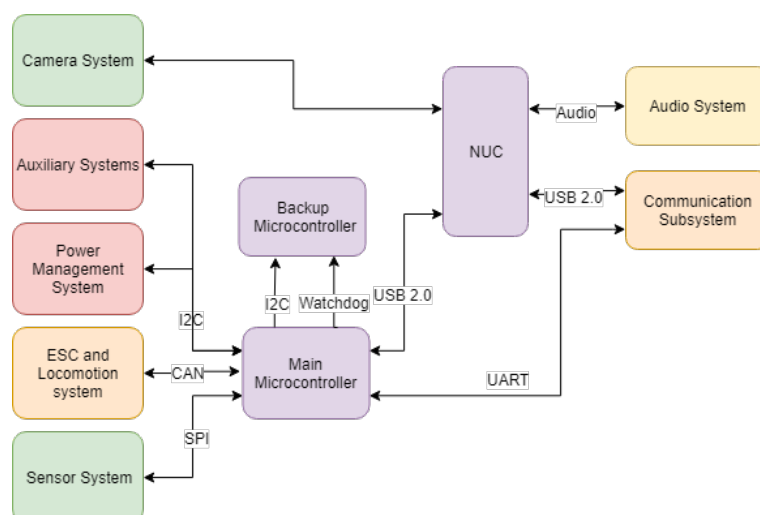 Camera System
Auxiliary Systems
Power
Management
System
ESC and
Locomotion
system
Sensor System
Backup
Microcontroller
Main
Microcontroller
NUC
Audio System
Communication
Subsystem
Audio
USB 2.0
USB 2.0
I2C
Watchdog
I2C
CAN
SPI
UART